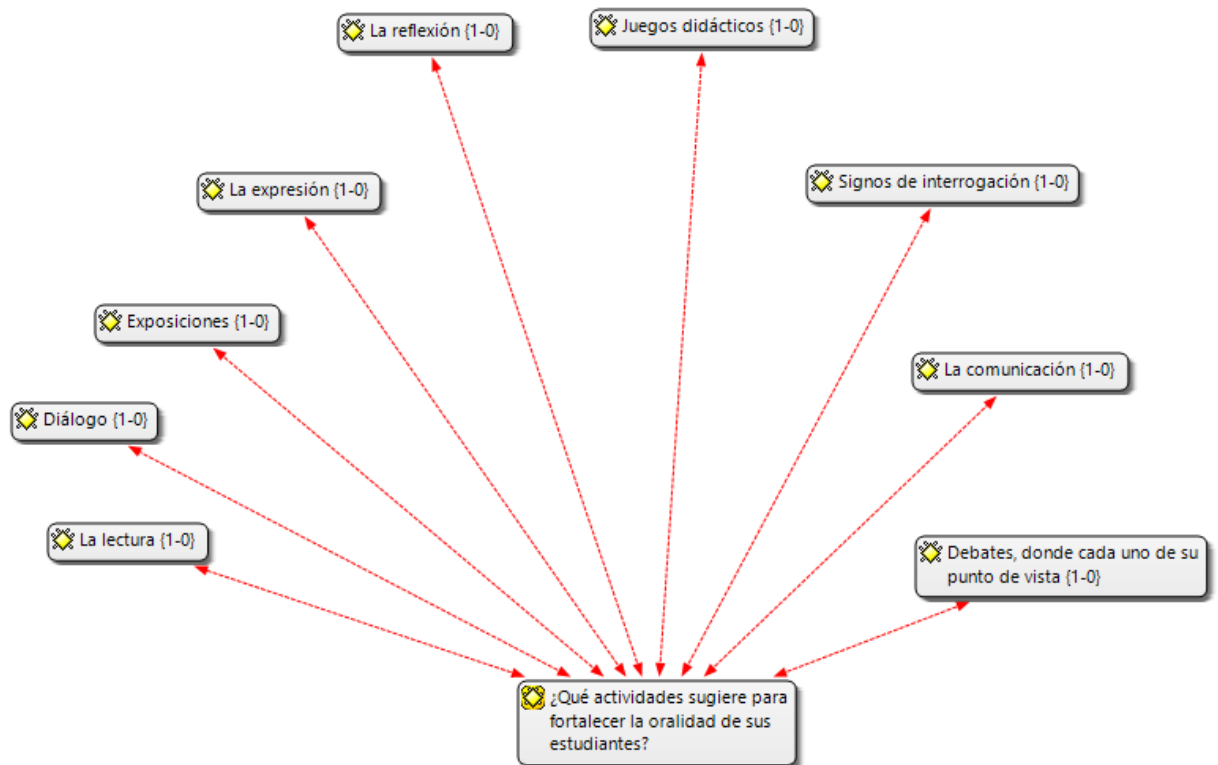 La reflexión {1-0}
Juegos didácticos {1-0}
La expresión {1-0}
Signos de interrogación {1-0}
Exposiciones {1-0}
La comunicación {1-0}
Diálogo {1-0}
La lectura {1-0}
Debates, donde cada uno de su
punto de vista {1-0}
¿Qué actividades sugiere para
fortalecer la oralidad de sus
estudiantes?